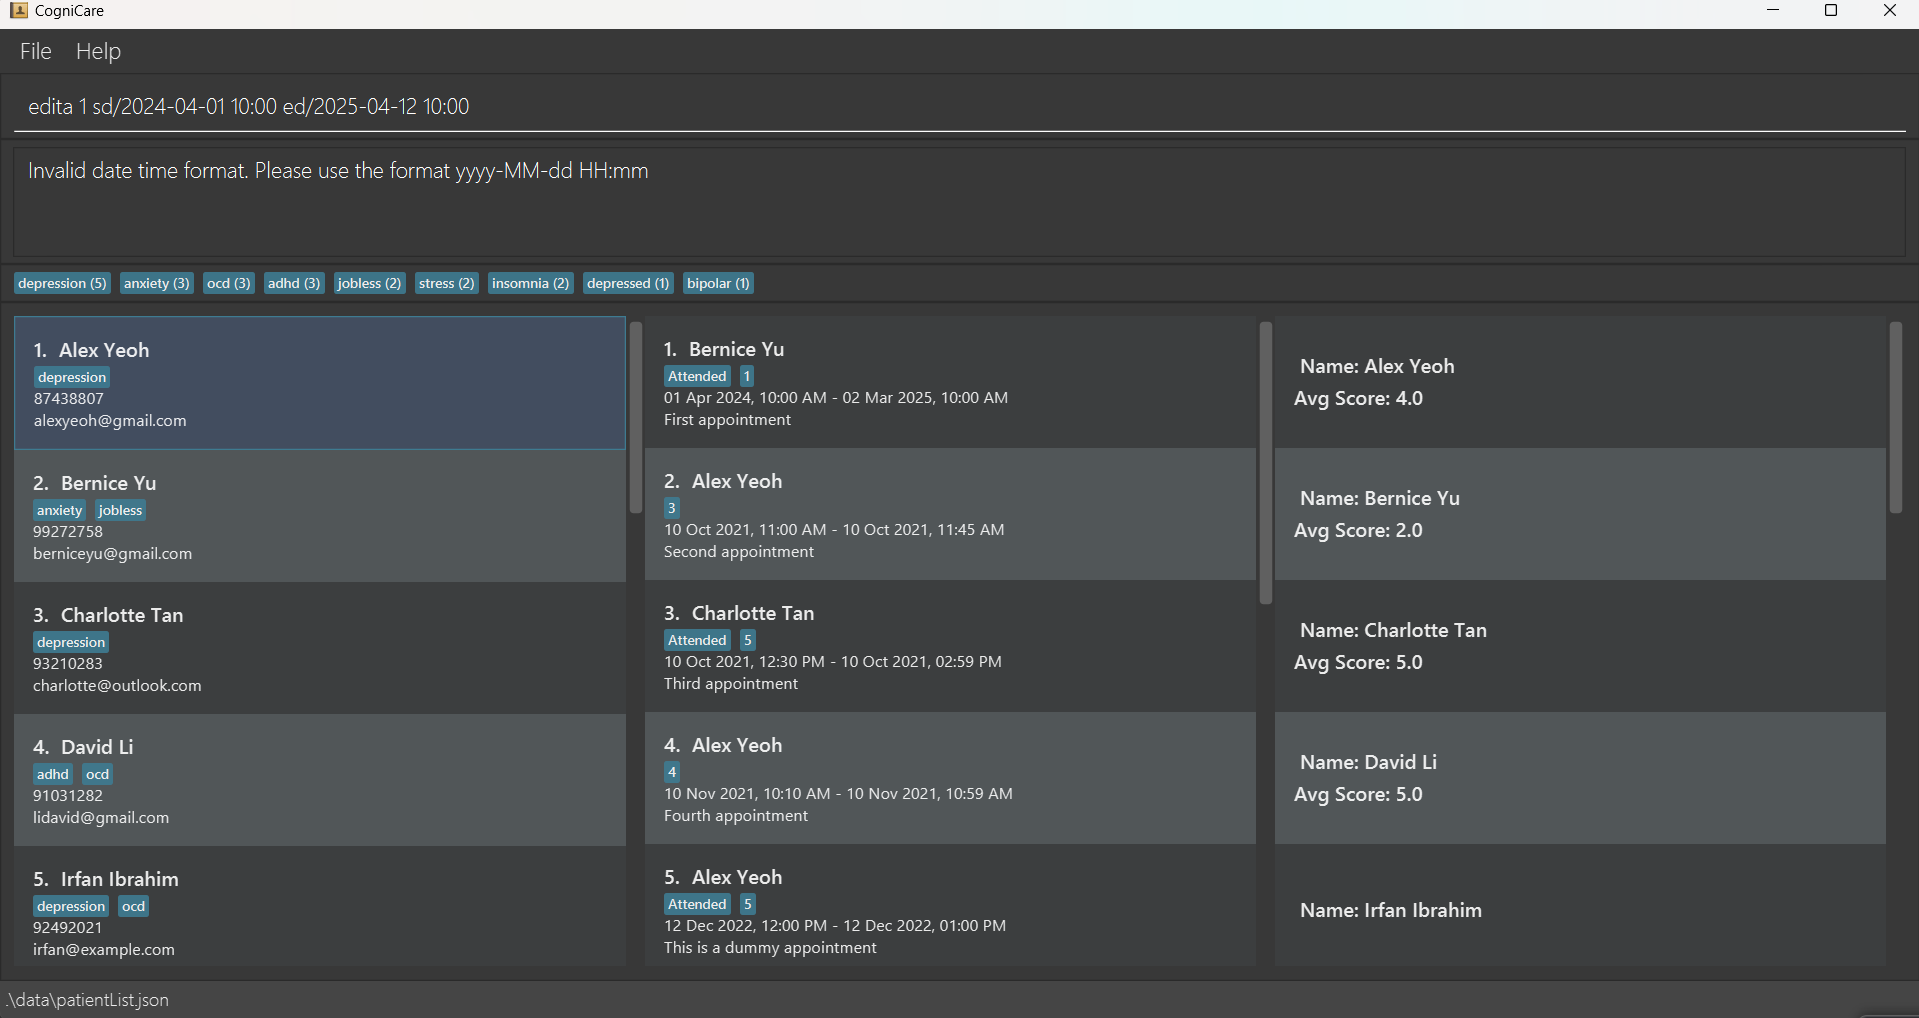 CogniCare
File Help
edita 1 sd/2024-04-01 10:00 ed/2025-04-12 10:00
Invalid date time format. Please use the format yyyy-MM-dd HH:mm
depression (5) anxiety (3) ocd (3) adhd (3) jobless (2) stress (2) insomnia (2) depressed (1) bipolar (1)
1. Alex Yeoh
depression
87438807
alexyeoh@gmail.com
2. Bernice Yu
anxiety jobless
99272758
berniceyu@gmail.com
3. Charlotte Tan
depression
93210283
charlotte@outlook.com
4. David Li
adhd ocd
91031282
lidavid@gmail.com
5. Irfan Ibrahim
depression ocd
92492021
irfan@example.com
1. Bernice Yu
Attended 1
01 Apr 2024, 10:00 AM - 02 Mar 2025, 10:00 AM
First appointment
2. Alex Yeoh
3
10 Oct 2021, 11:00 AM - 10 Oct 2021, 11:45 AM
Second appointment
3. Charlotte Tan
Attended 5
10 Oct 2021, 12:30 PM - 10 Oct 2021, 02:59 PM
Third appointment
4. Alex Yeoh
4
10 Nov 2021, 10:10 AM - 10 Nov 2021, 10:59 AM
Fourth appointment
5. Alex Yeoh
Attended 5
12 Dec 2022, 12:00 PM - 12 Dec 2022, 01:00 PM
This is a dummy appointment
Name: Alex Yeoh
Avg Score: 4.0
Name: Bernice Yu
Avg Score: 2.0
Name: Charlotte Tan
Avg Score: 5.0
Name: David Li
Avg Score: 5.0
Name: Irfan Ibrahim
.\data\patientList.json